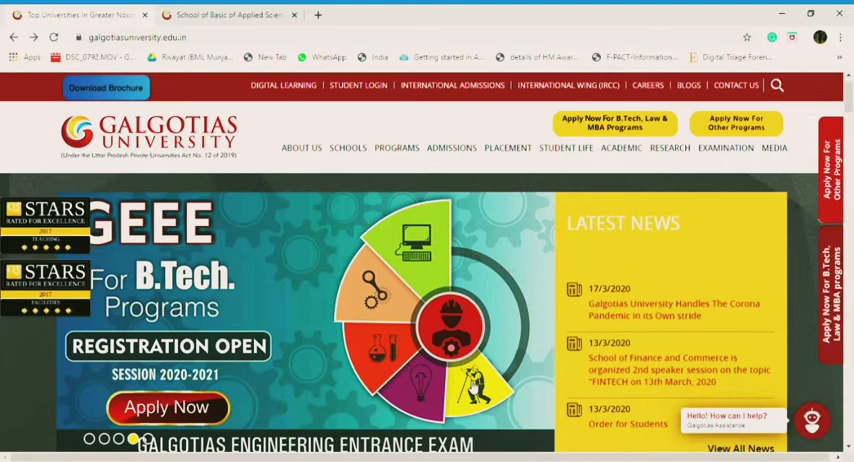 Top Universities In Greater Noid
School of Basic of Applied Scien
galgotiasuniversity.edu.in
Apps
DSC_0792.MOV - G...
Rwayat (BML Munja...
New Tab
WhatsApp
India
Getting started in A...
details of HM Awar...
F-PACT-Information...
Digital Triage Foren...
Download Brochure
DIGITAL LEARNING | STUDENT LOGIN | INTERNATIONAL ADMISSIONS | INTERNATIONAL WING (IRCC) | CAREERS | BLOGS | CONTACT US
GALGOTIAS
UNIVERSITY
(Under the Uttar Pradesh Private Universities Act No. 12 of 2019)
Apply Now For B.Tech, Law &
MBA Programs
Apply Now For
Other Programs
ABOUT US SCHOOLS PROGRAMS ADMISSIONS PLACEMENT STUDENT LIFE ACADEMIC RESEARCH EXAMINATION MEDIA
STARS
RATED FOR EXCELLENCE
2017
TEACHING
STARS
RATED FOR EXCELLENCE
2017
FACILITIES
GEEE
For B.Tech.
Programs
REGISTRATION OPEN
SESSION 2020-2021
Apply Now
GALGOTIAS ENGINEERING ENTRANCE EXAM
LATEST NEWS
17/3/2020
Galgotias University Handles The Corona
Pandemic in its Own stride
13/3/2020
School of Finance and Commerce is
organized 2nd speaker session on the topic
"FINTECH on 13th March, 2020
13/3/2020
Order for Students
View All News
Hello! How can I help?
Galgotias Assistance
Apply Now For
Other Programs
Apply Now For B.Tech,
Law & MBA programs